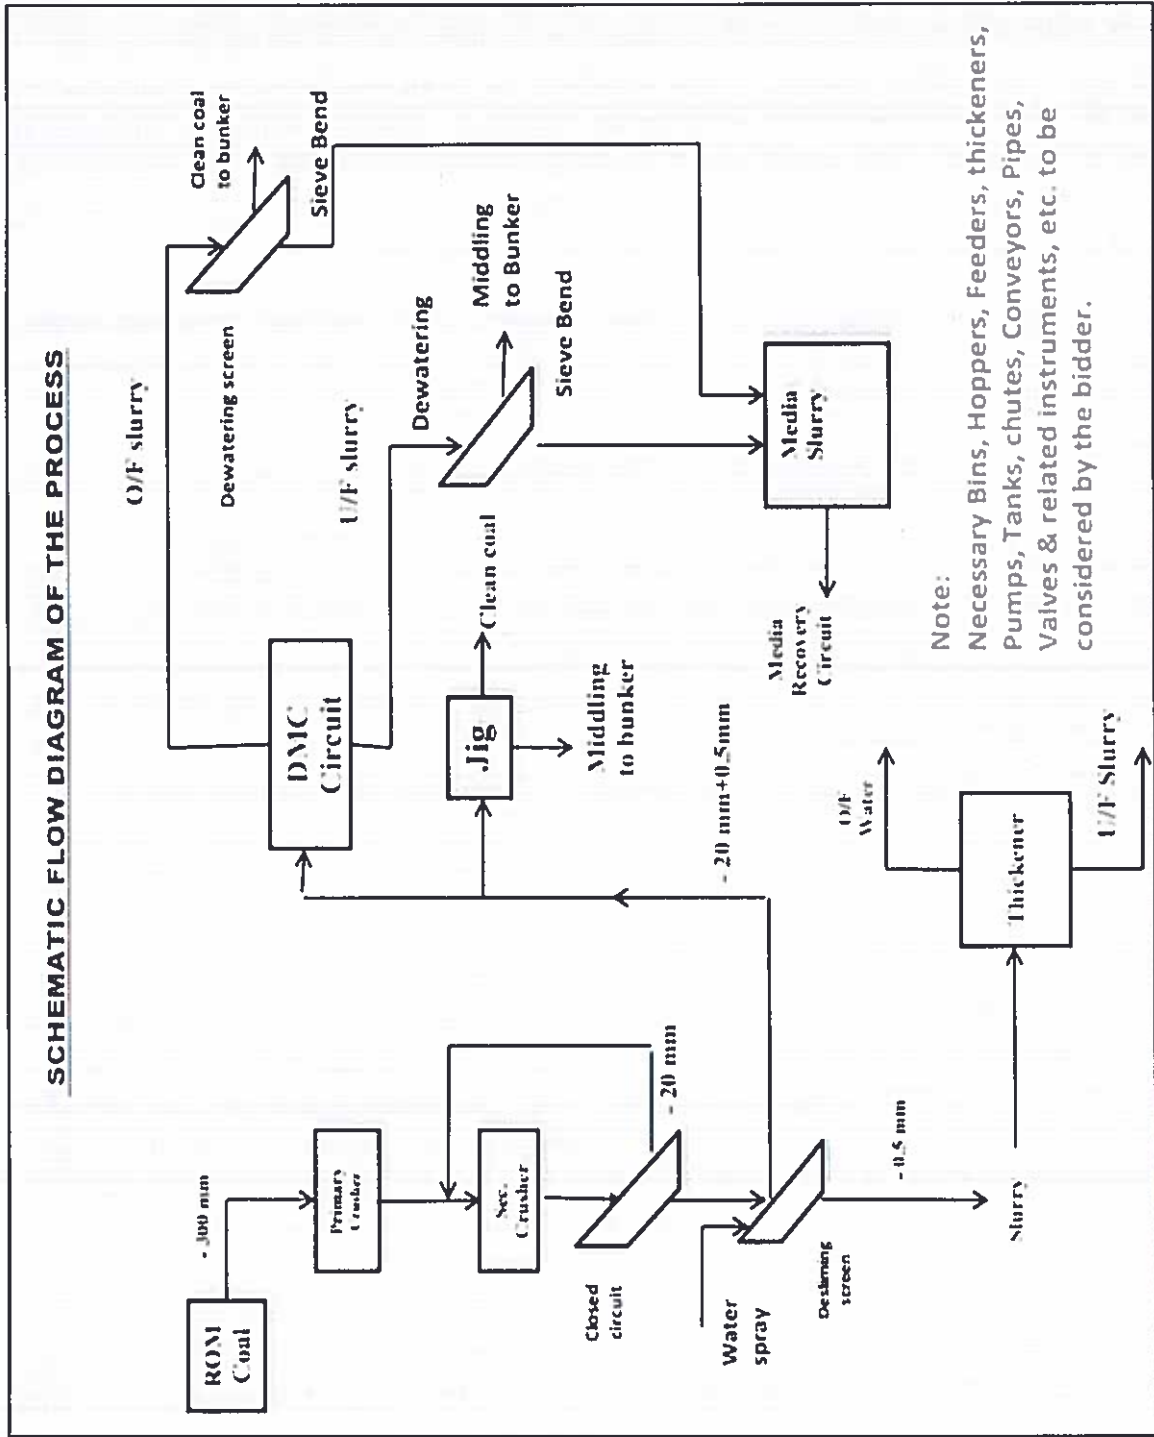 SCHEMATIC FLOW DIAGRAM OF THE PROCESS
ROM
Coal
- 300 mm
Primary
Crusher
Sec.
Crusher
Closed
circuit
- 20 mm
Water
spray
Desliming
screen
- 0.5 mm
Slurry
- 20 mm+0.5mm
Thickener
O/F
Water
U/F Slurry
DMC
Circuit
Jig
Clean coal
Middling
to bunker
O/F slurry
Dewatering screen
Clean coal
to bunker
Sieve Bend
U/F slurry
Dewatering
Middling
to Bunker
Sieve Bend
Media
Slurry
Media
Recovery
Circuit
Note:
Necessary Bins, Hoppers, Feeders, thickeners,
Pumps, Tanks, chutes, Conveyors, Pipes,
Valves & related instruments, etc. to be
considered by the bidder.